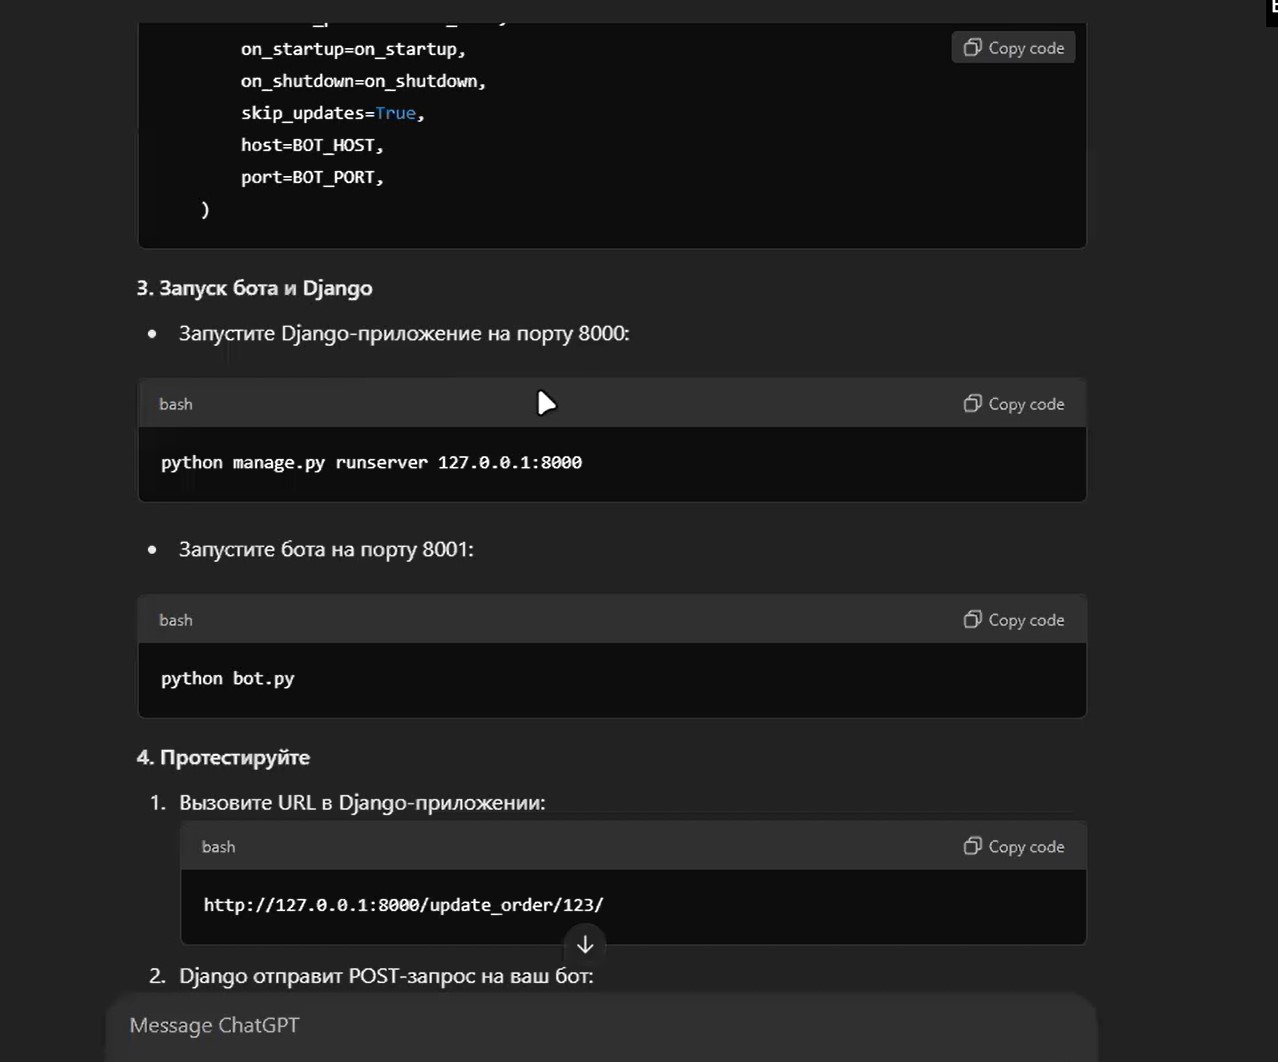 on_startup=on_startup,
Copy code
on_shutdown=on_shutdown,
skip_updates=True,
host=BOT_HOST,
port=BOT_PORT,
)
3. Запуск бота и Django
• Запустите Django-приложение на порту 8000:
bash
Copy code
python manage.py runserver 127.0.0.1:8000
• Запустите бота на порту 8001:
bash
Copy code
python bot.py
4. Протестируйте
1. Вызовите URL в Django-приложении:
bash
Copy code
http://127.0.0.1:8000/update_order/123/
2. Django отправит POST-запрос на ваш бот:
Message ChatGPT